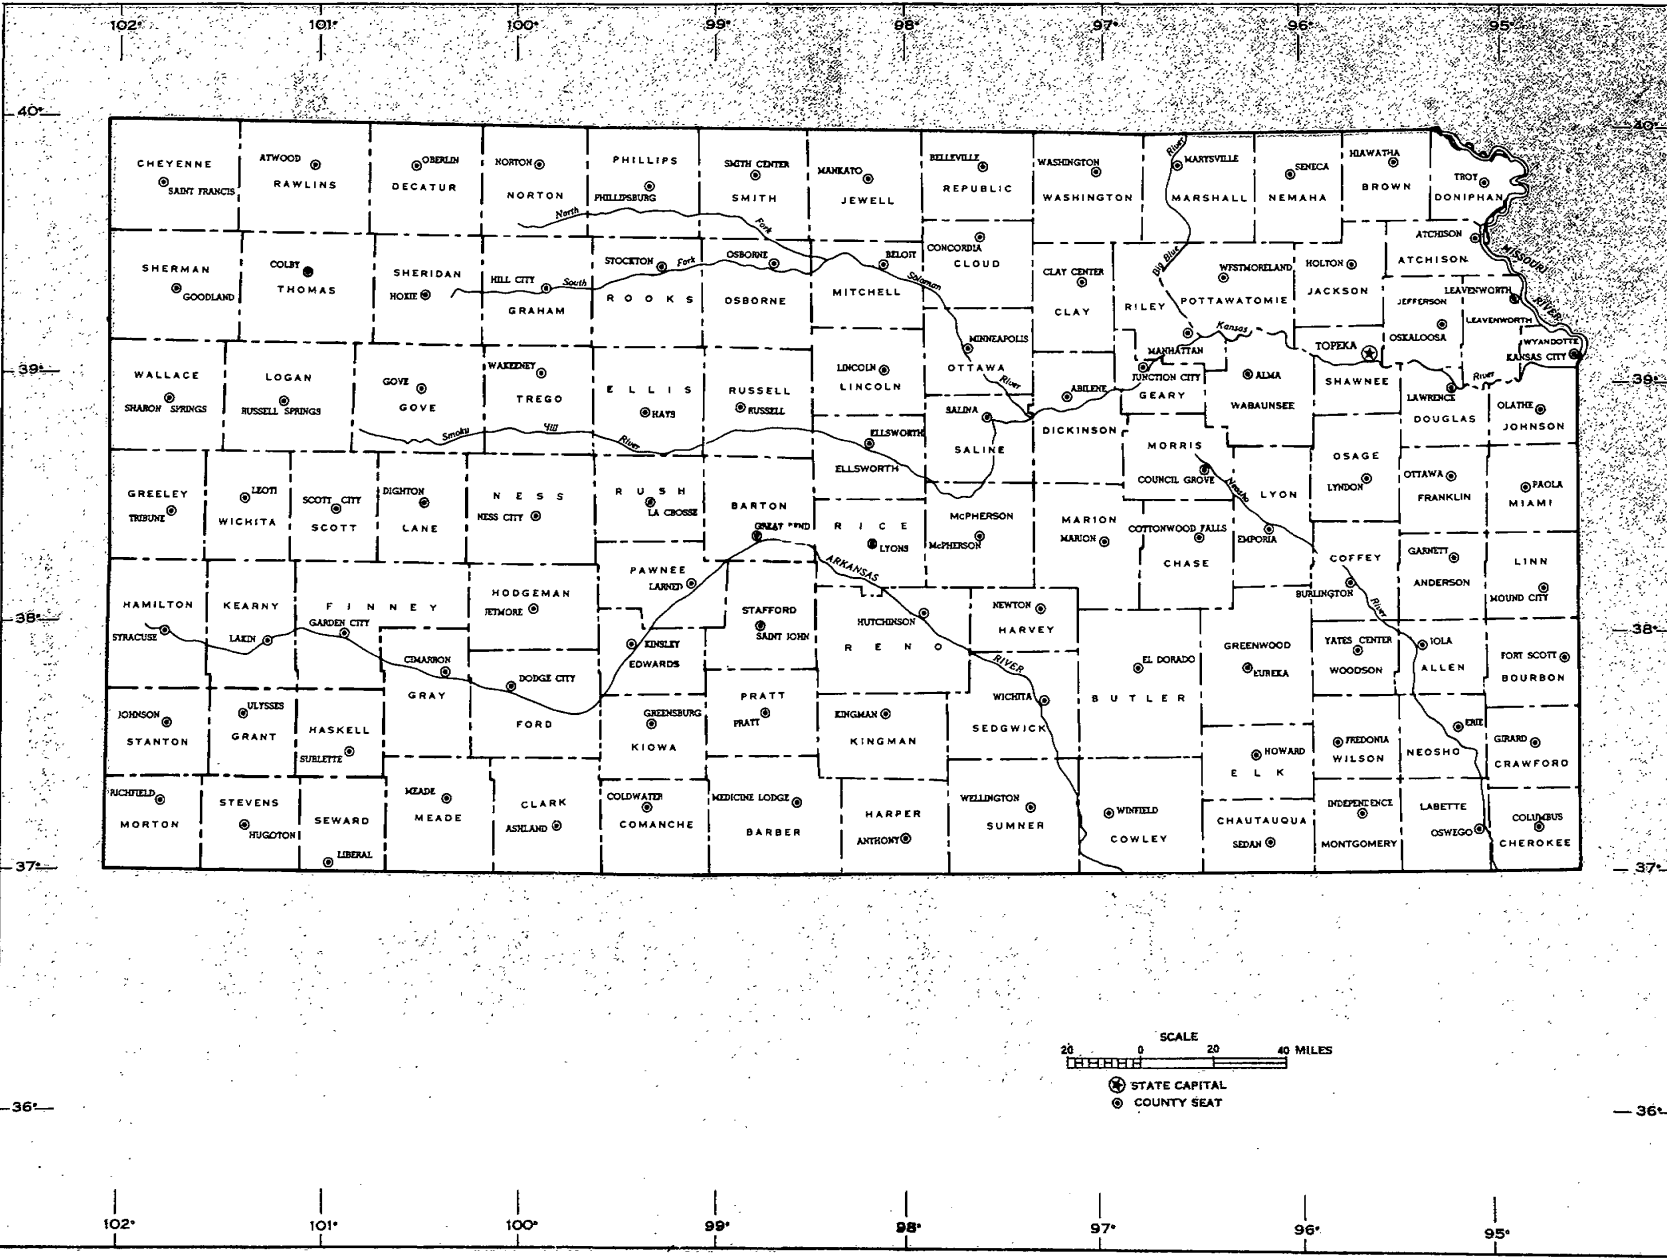 102° 101° 100° 99° 98° 97° 96° 95°
40° 40°
CHEYENNE
SAINT FRANCIS
ATWOOD
RAWLINS
OBERLIN
DECATUR
NORTON
NORTON
PHILLIPS
PHILLIPSBURG
SMITH CENTER
SMITH
MANKATO
JEWELL
BELLEVILLE
REPUBLIC
WASHINGTON
WASHINGTON
River
MARYSVILLE
MARSHALL
SENECA
NEMAHA
HIAWATHA
BROWN
TROY
DONIPHAN
North
Fork
SHERMAN
GOODLAND
COLBY
THOMAS
SHERIDAN
HOXIE
HILL CITY
South
GRAHAM
STOCKTON
Fork
ROOKS
OSBORNE
OSBORNE
BELOIT
MITCHELL
Solomon
CONCORDIA
CLOUD
CLAY CENTER
CLAY
Big Blue
RILEY
WESTMORELAND
POTTAWATOMIE
HOLTON
JACKSON
ATCHISON
ATCHISON
MISSOURI
RIVER
JEFFERSON
OSKALOOSA
LEAVENWORTH
LEAVENWORTH
WYANDOTTE
KANSAS CITY
39° 39°
WALLACE
SHARON SPRINGS
LOGAN
RUSSELL SPRINGS
GOVE
GOVE
WAKEENEY
TREGO
ELLIS
HAYS
RUSSELL
RUSSELL
LINCOLN
LINCOLN
MINNEAPOLIS
OTTAWA
River
SALINA
SALINE
ABILENE
DICKINSON
MANHATTAN
Kansas
JUNCTION CITY
GEARY
ALMA
WABAUNSEE
TOPEKA
SHAWNEE
River
LAWRENCE
DOUGLAS
OLATHE
JOHNSON
Smoky
Hill
River
ELLSWORTH
ELLSWORTH
MORRIS
COUNCIL GROVE
Neosho
LYON
EMPORIA
OSAGE
LYNDON
OTTAWA
FRANKLIN
PAOLA
MIAMI
GREELEY
TRIBUNE
LEOTI
WICHITA
SCOTT CITY
SCOTT
DIGHTON
LANE
NESS
NESS CITY
RUSH
LA CROSSE
BARTON
GREAT BEND
RICE
LYONS
McPHERSON
McPHERSON
MARION
MARION
COTTONWOOD FALLS
CHASE
COFFEY
BURLINGTON
River
GARNETT
ANDERSON
LINN
MOUND CITY
38° 38°
HAMILTON
SYRACUSE
KEARNY
LAKIN
FINNEY
GARDEN CITY
HODGEMAN
JETMORE
PAWNEE
LARNED
ARKANSAS
RIVER
STAFFORD
SAINT JOHN
HUTCHINSON
RENO
NEWTON
HARVEY
CIMARRON
GRAY
DODGE CITY
FORD
KINSLEY
EDWARDS
EL DORADO
BUTLER
GREENWOOD
EUREKA
YATES CENTER
WOODSON
IOLA
ALLEN
FORT SCOTT
BOURBON
JOHNSON
STANTON
ULYSSES
GRANT
HASKELL
SUBLETTE
GREENSBURG
KIOWA
PRATT
PRATT
KINGMAN
KINGMAN
WICHITA
SEDGWICK
HOWARD
ELK
FREDONIA
WILSON
ERIE
NEOSHO
GIRARD
CRAWFORD
RICHFIELD
MORTON
STEVENS
HUGOTON
SEWARD
LIBERAL
MEADE
MEADE
CLARK
ASHLAND
COLDWATER
COMANCHE
MEDICINE LODGE
BARBER
HARPER
ANTHONY
WELLINGTON
SUMNER
WINFIELD
COWLEY
CHAUTAUQUA
SEDAN
INDEPENDENCE
MONTGOMERY
LABETTE
OSWEGO
COLUMBUS
CHEROKEE
37° 37°
SCALE
20 0 20 40 MILES
STATE CAPITAL
COUNTY SEAT
36° 36°
102° 101° 100° 99° 98° 97° 96° 95°